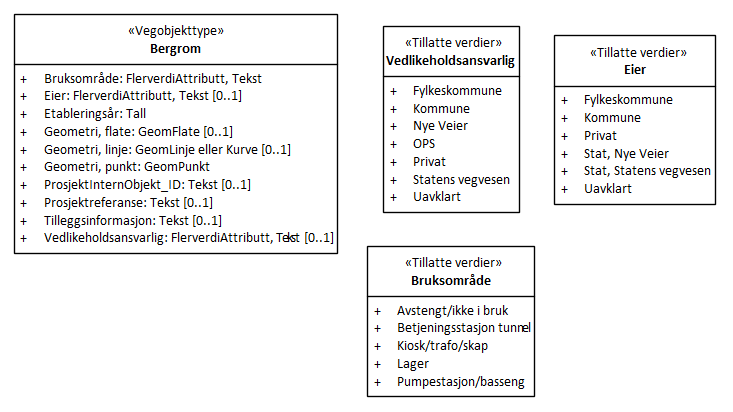 «Vegobjekttype»
Bergrom
+ Bruksområde: FlerverdiAttributt, Tekst
+ Eier: FlerverdiAttributt, Tekst [0..1]
+ Etableringsår: Tall
+ Geometri, flate: GeomFlate [0..1]
+ Geometri, linje: GeomLinje eller Kurve [0..1]
+ Geometri, punkt: GeomPunkt
+ ProsjektInternObjekt_ID: Tekst [0..1]
+ Prosjektreferanse: Tekst [0..1]
+ Tilleggsinformasjon: Tekst [0..1]
+ Vedlikeholdsansvarlig: FlerverdiAttributt, Tekst [0..1]
«Tillatte verdier»
Vedlikeholdsansvarlig
+ Fylkeskommune
+ Kommune
+ Nye Veier
+ OPS
+ Privat
+ Statens vegvesen
+ Uavklart
«Tillatte verdier»
Eier
+ Fylkeskommune
+ Kommune
+ Privat
+ Stat, Nye Veier
+ Stat, Statens vegvesen
+ Uavklart
«Tillatte verdier»
Bruksområde
+ Avstengt/ikke i bruk
+ Betjeningsstasjon tunnel
+ Kiosk/trafo/skap
+ Lager
+ Pumpestasjon/basseng